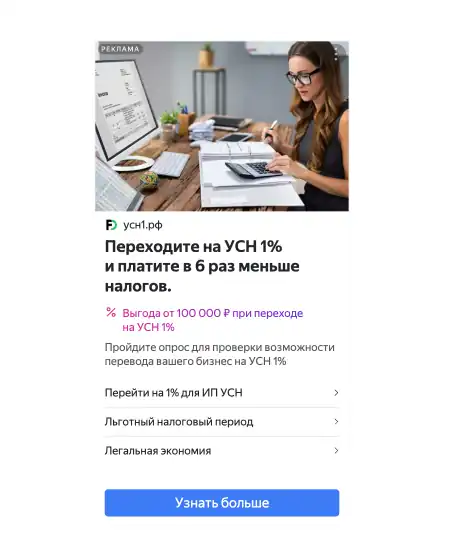 РЕКЛАМА
усн1.рф
Переходите на УСН 1%
и платите в 6 раз меньше
налогов.
Выгода от 100 000 ₽ при переходе
на УСН 1%
Пройдите опрос для проверки возможности
перевода вашего бизнес на УСН 1%
Перейти на 1% для ИП УСН
Льготный налоговый период
Легальная экономия
Узнать больше